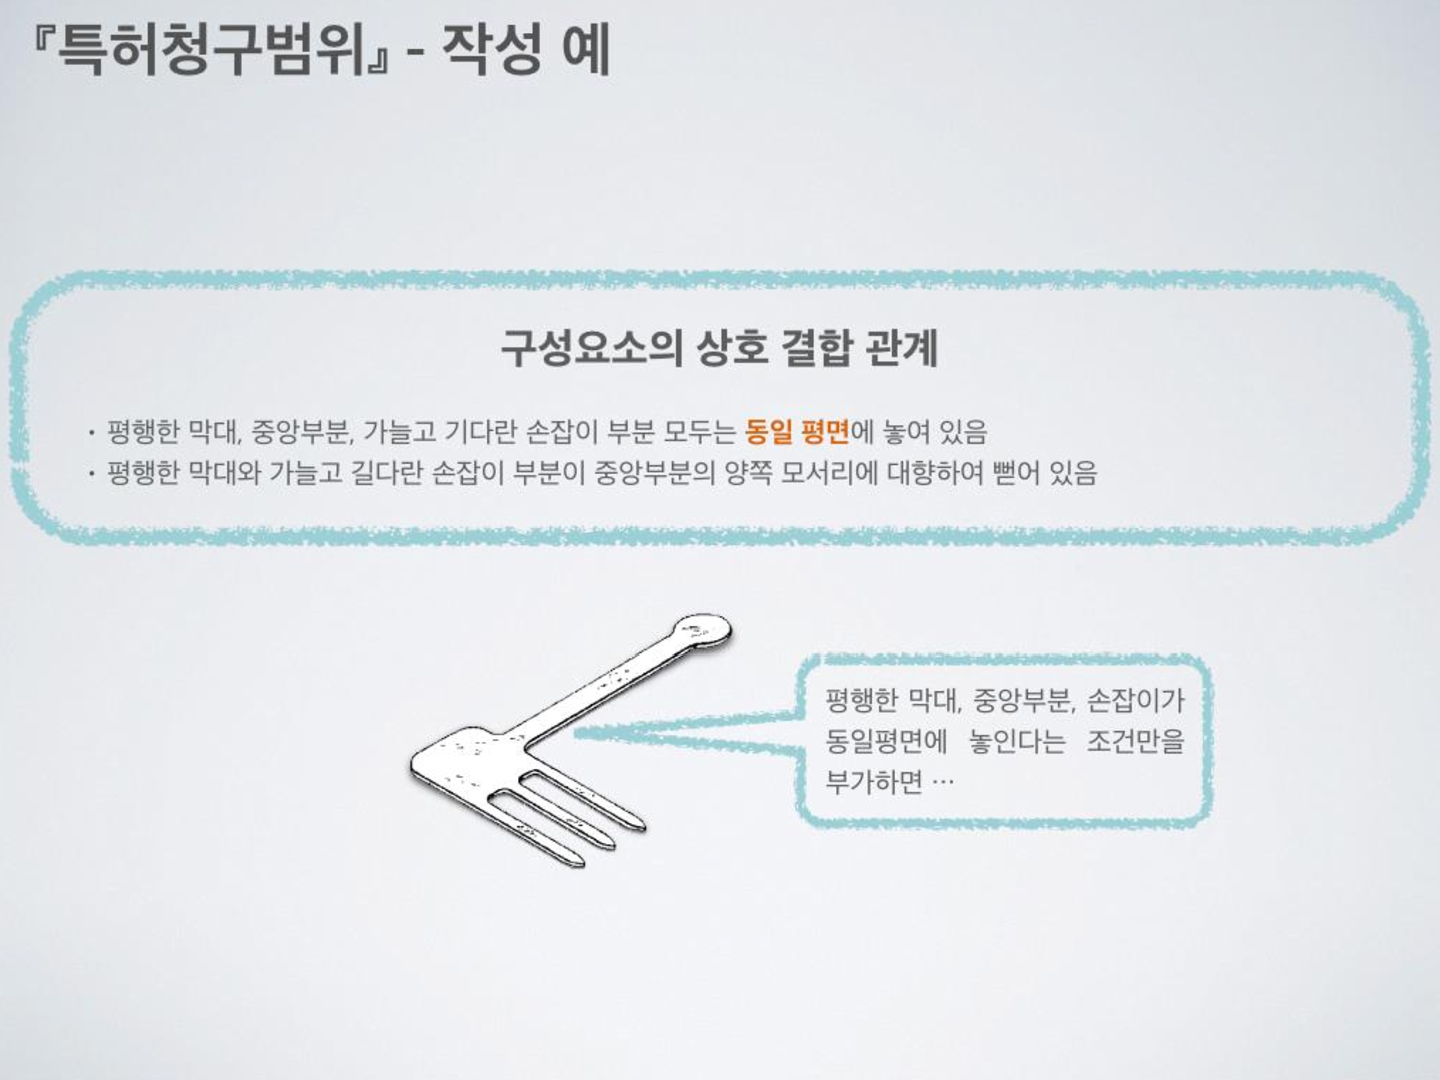 『특허청구범위』 - 작성 예
구성요소의 상호 결합 관계
• 평행한 막대, 중앙부분, 가늘고 기다란 손잡이 부분 모두는 동일 평면에 놓여 있음
• 평행한 막대와 가늘고 길다란 손잡이 부분이 중앙부분의 양쪽 모서리에 대향하여 뻗어 있음
평행한 막대, 중앙부분, 손잡이가
동일평면에 놓인다는 조건만을
부가하면 …